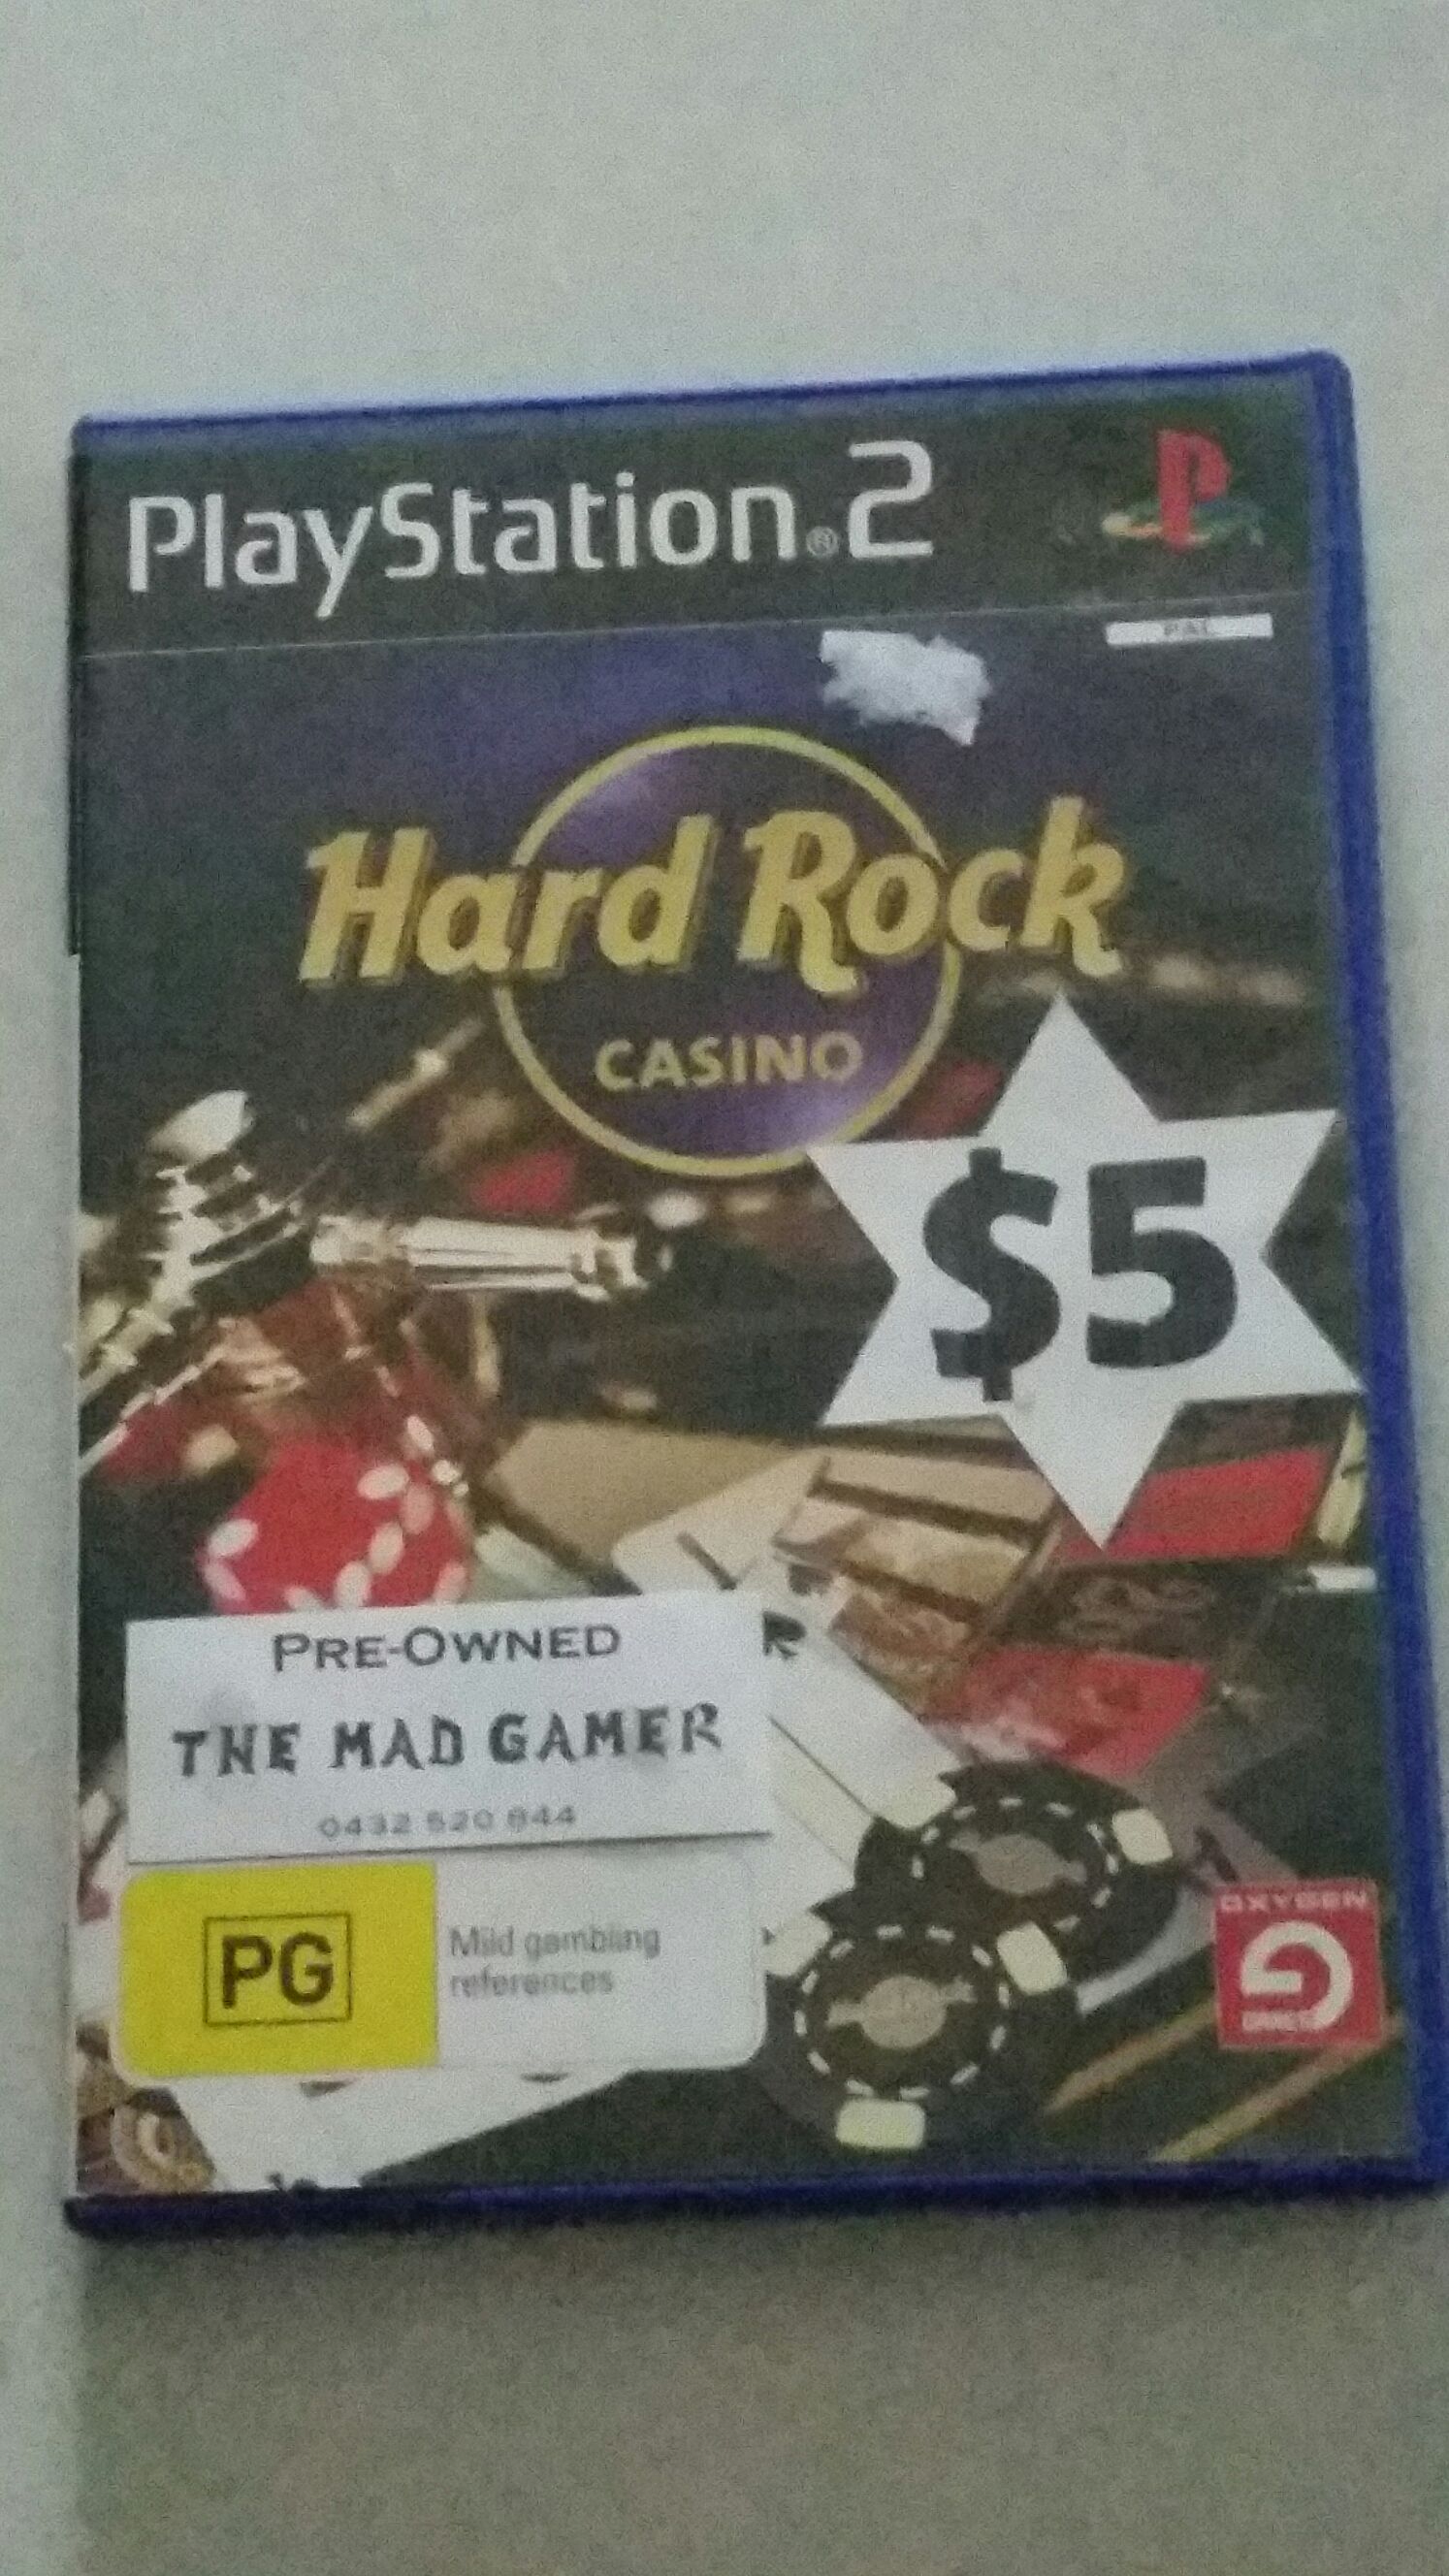 PlayStation®2
PAL
Hard Rock
CASINO
$5
PRE-OWNED
THE MAD GAMER
0432 520 844
PG
Mild gambling
references
OXYGEN